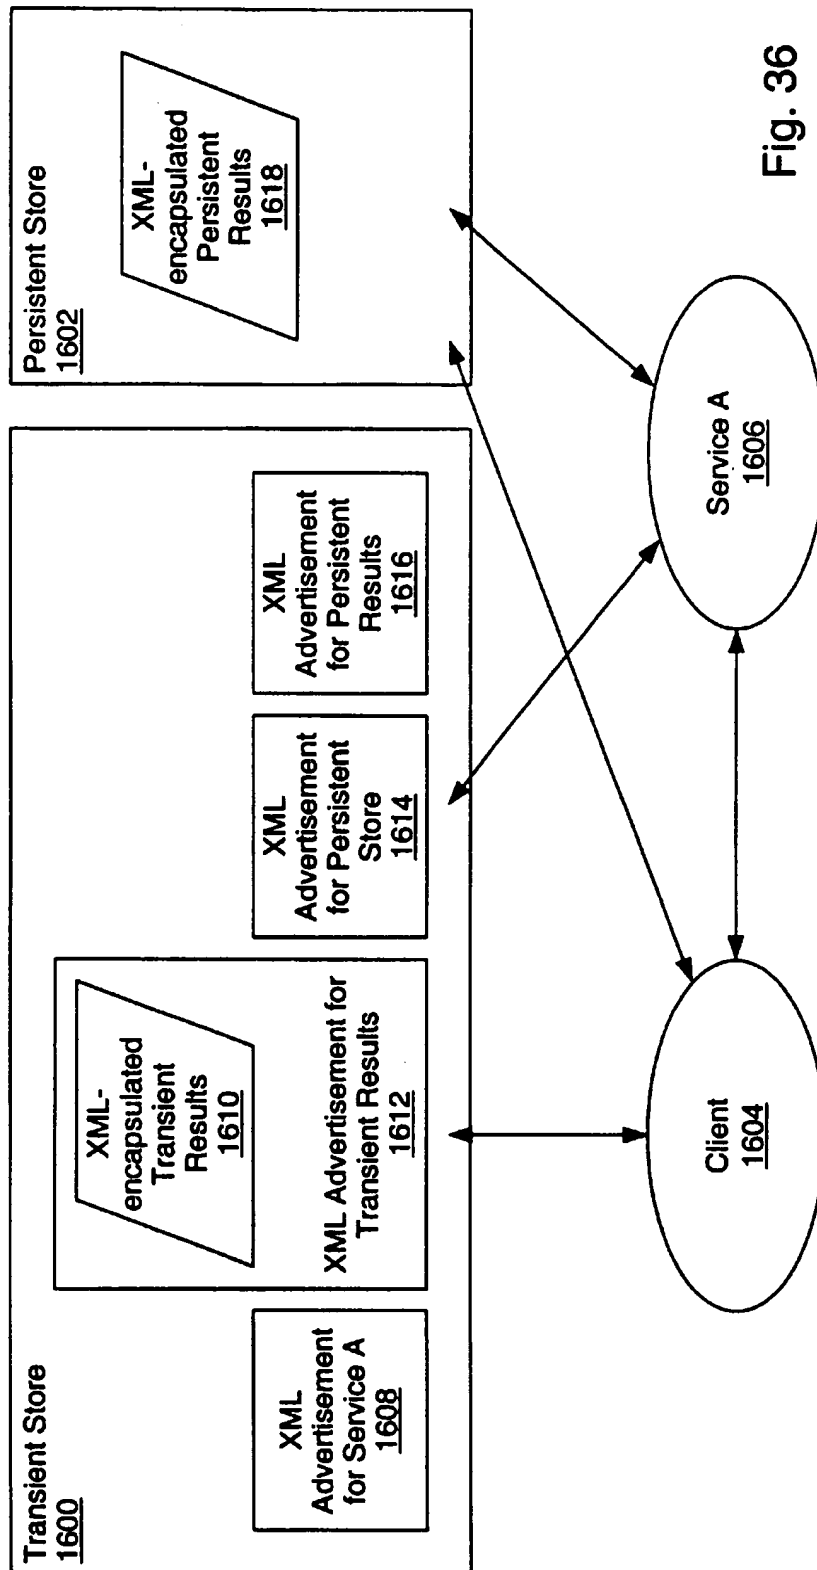 Transient Store
1600
XML
Advertisement
for Service A
1608
XML-
encapsulated
Transient
Results
1610
XML Advertisement for
Transient Results
1612
XML
Advertisement
for Persistent
Store
1614
XML
Advertisement
for Persistent
Results
1616
Persistent Store
1602
XML-
encapsulated
Persistent
Results
1618
Client
1604
Service A
1606
Fig. 36